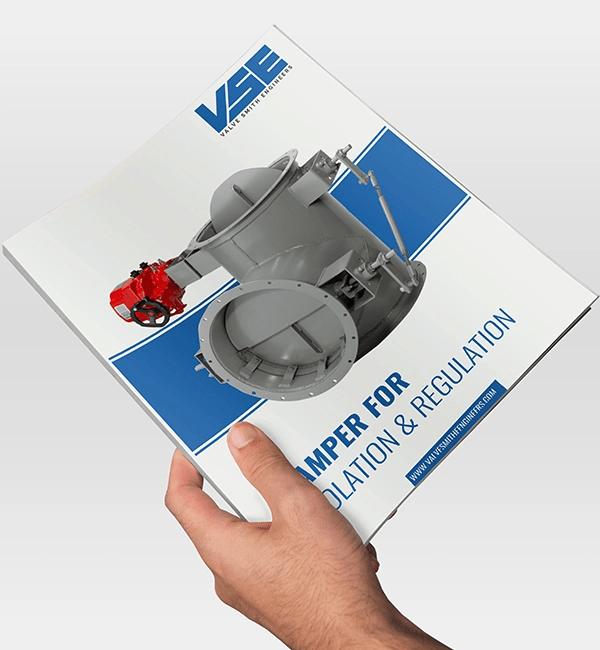 VSE
VALVE SMITH ENGINEERS
AMPER FOR
OLATION & REGULATION
WWW.VALVESMITHENGINEERS.COM